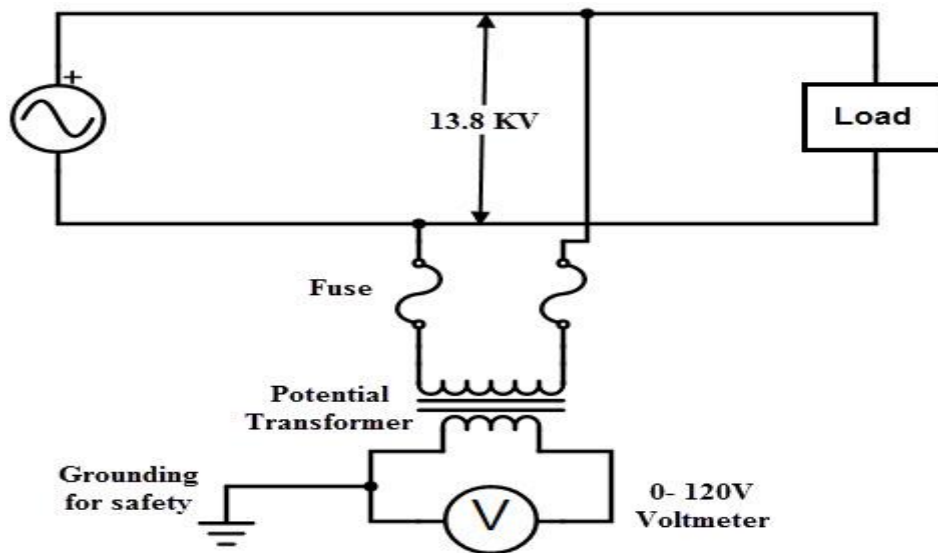 +
13.8 KV
Load
Fuse
Potential
Transformer
Grounding
for safety
V
0- 120V
Voltmeter